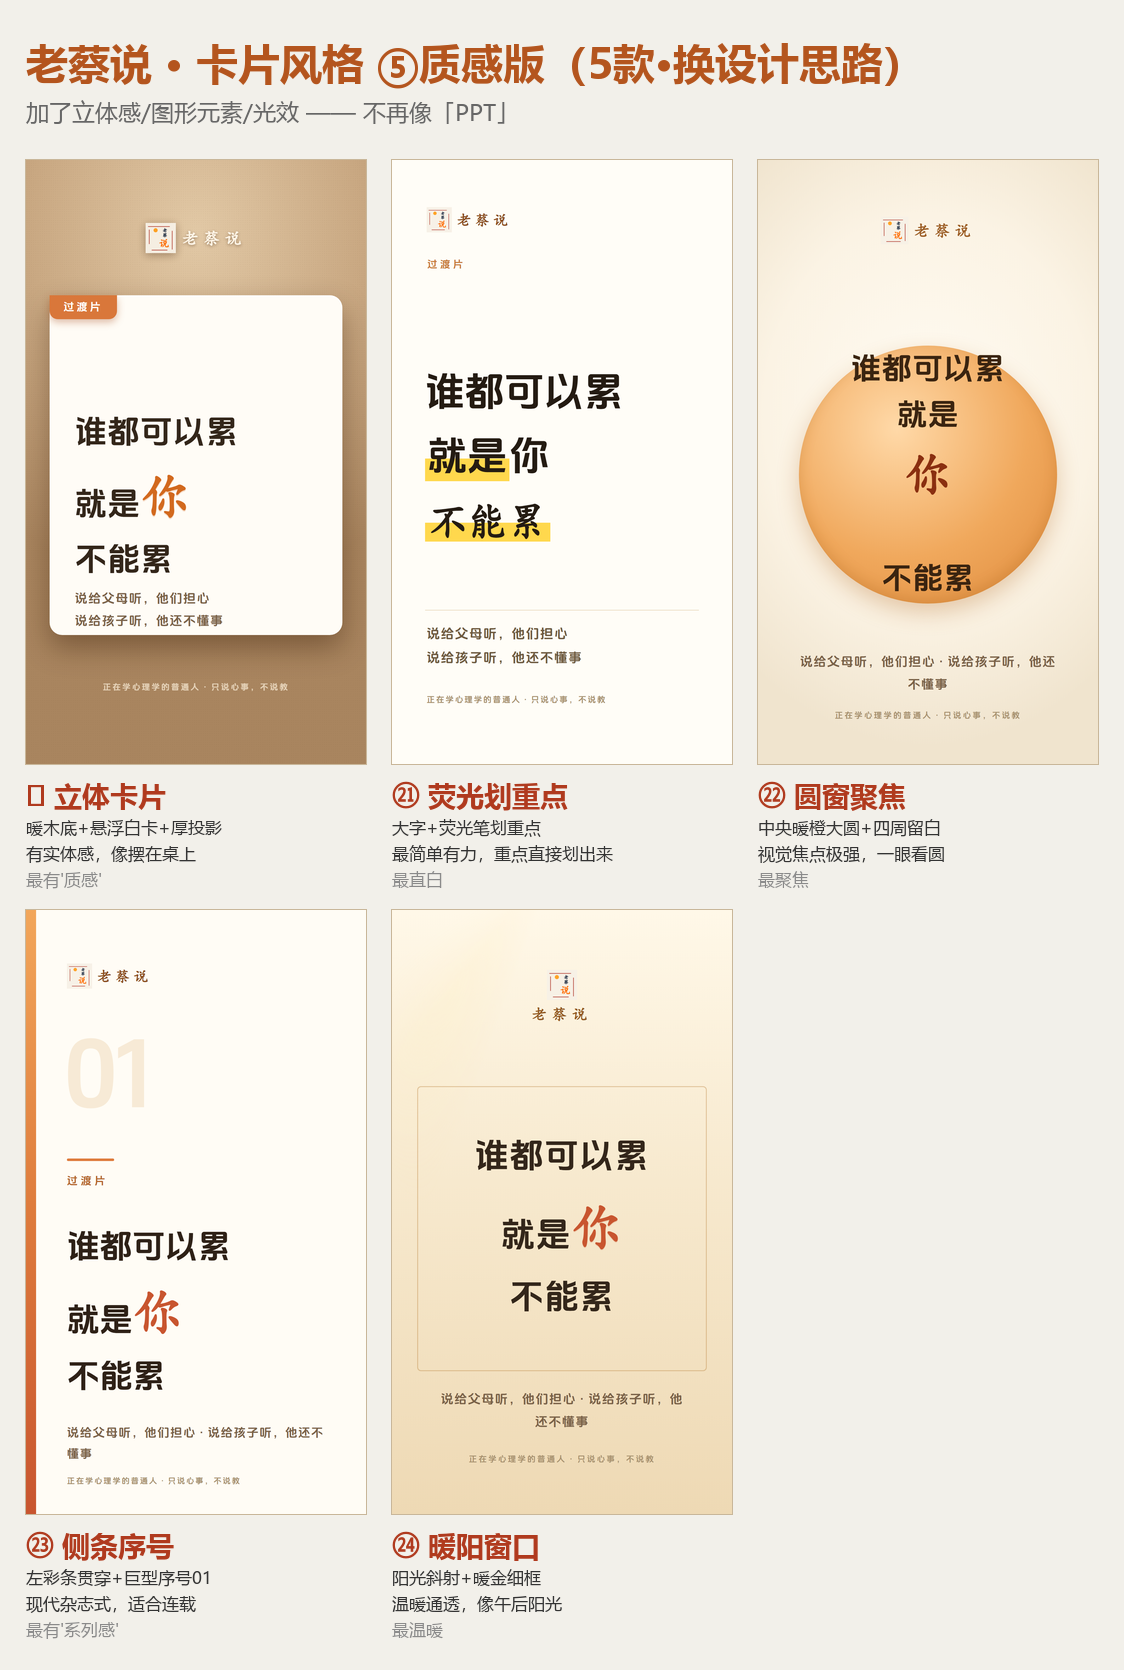 老蔡说·卡片风格 ⑤质感版（5款·换设计思路）
加了立体感/图形元素/光效 —— 不再像「PPT」
老蔡说
过渡片
谁都可以累
就是你
不能累
说给父母听，他们担心
说给孩子听，他还不懂事
正在学心理学的普通人·只说心事，不说教
立体卡片
暖木底+悬浮白卡+厚投影
有实体感，像摆在桌上
最有'质感'
老蔡说
过渡片
谁都可以累
就是你
不能累
说给父母听，他们担心
说给孩子听，他还不懂事
正在学心理学的普通人·只说心事，不说教
㉑ 荧光划重点
大字+荧光笔划重点
最简单有力，重点直接划出来
最直白
老蔡说
谁都可以累
就是
你
不能累
说给父母听，他们担心·说给孩子听，他还
不懂事
正在学心理学的普通人·只说心事，不说教
㉒ 圆窗聚焦
中央暖橙大圆+四周留白
视觉焦点极强，一眼看圆
最聚焦
老蔡说
01
过渡片
谁都可以累
就是你
不能累
说给父母听，他们担心·说给孩子听，他还不
懂事
正在学心理学的普通人·只说心事，不说教
㉓ 侧条序号
左彩条贯穿+巨型序号01
现代杂志式，适合连载
最有'系列感'
老蔡说
谁都可以累
就是你
不能累
说给父母听，他们担心·说给孩子听，他
还不懂事
正在学心理学的普通人·只说心事，不说教
㉔ 暖阳窗口
阳光斜射+暖金细框
温暖通透，像午后阳光
最温暖